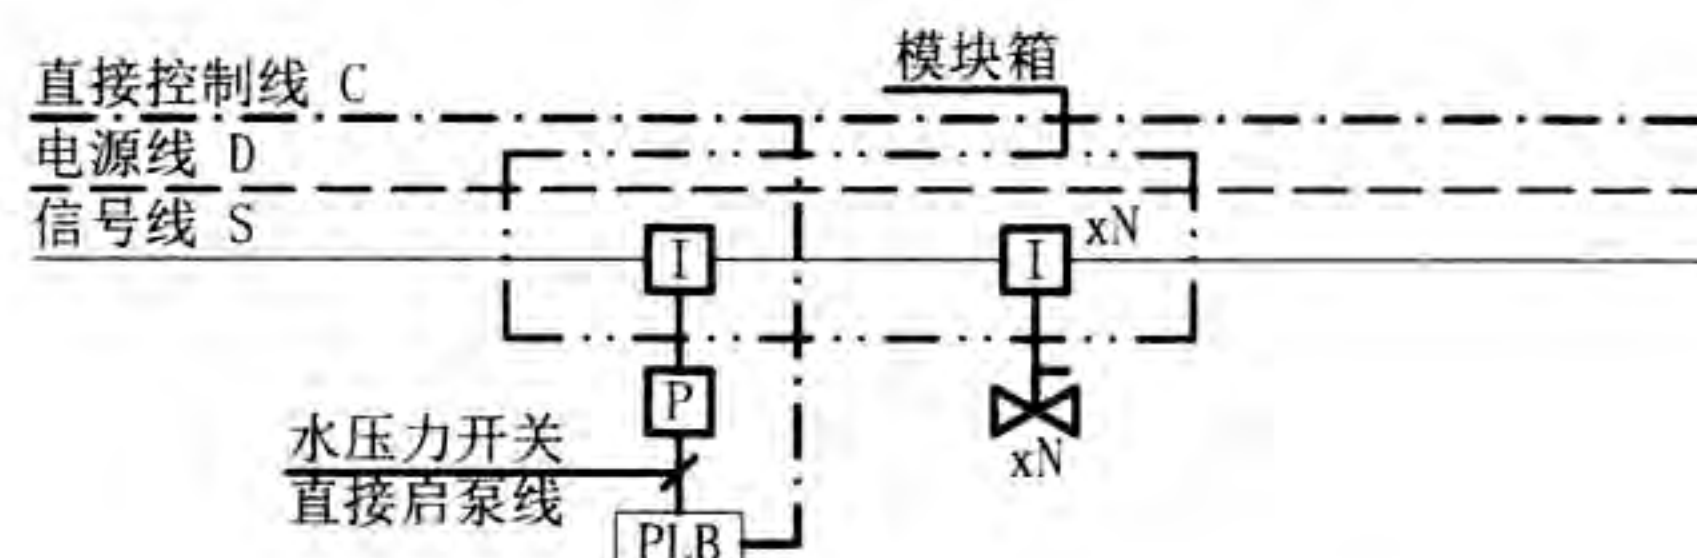 模块箱
直接控制线 C
电源线 D
信号线 S
I
I
xN
P
水压力开关
直接启泵线
xN
PLB